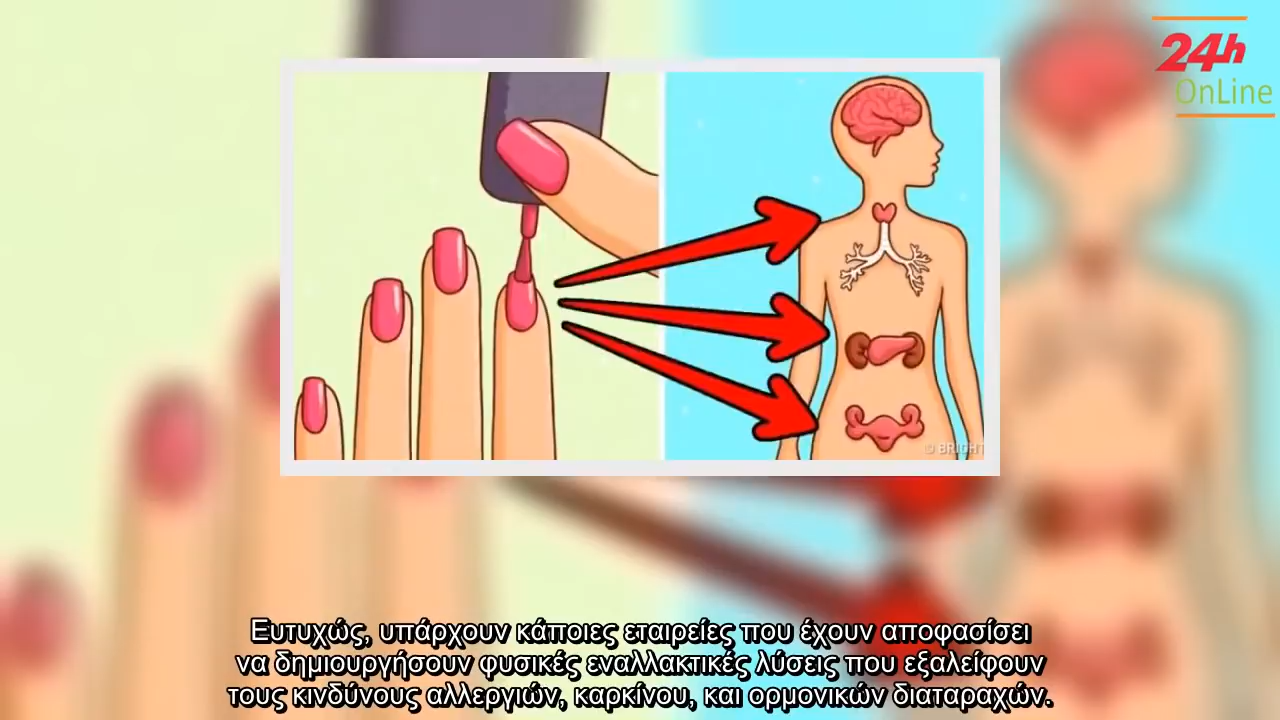 24h
OnLine
© BRIGHT
Ευτυχώς, υπάρχουν κάποιες εταιρείες που έχουν αποφασίσει
να δημιουργήσουν φυσικές εναλλακτικές λύσεις που εξαλείφουν
τους κινδύνους αλλεργιών, καρκίνου, και ορμονικών διαταραχών.